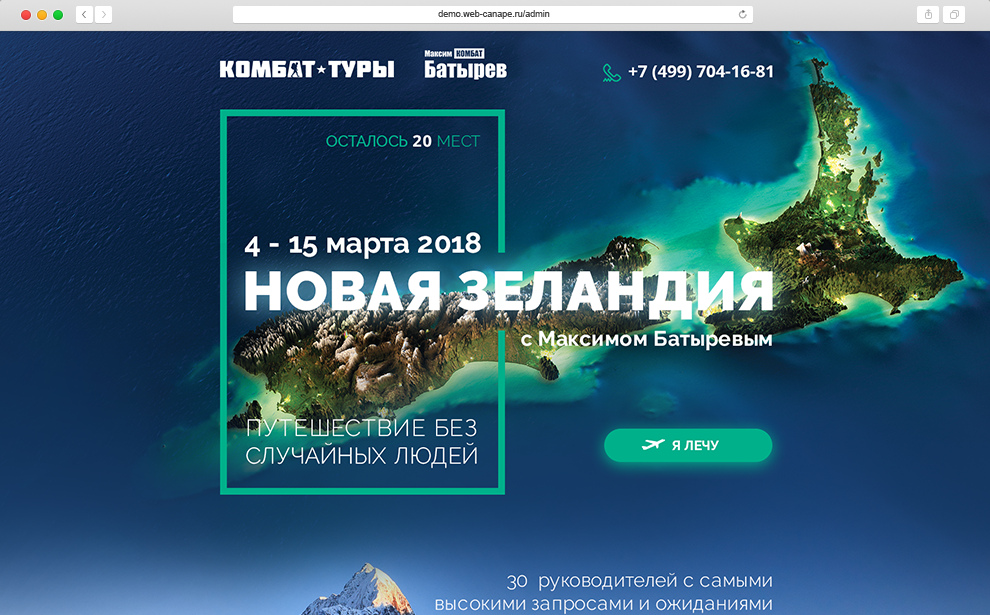 demo.web-canape.ru/admin
КОМБАТ★ТУРЫ
Максим КОМБАТ
Батырев
+7 (499) 704-16-81
ОСТАЛОСЬ 20 МЕСТ
4 - 15 марта 2018
НОВАЯ ЗЕЛАНДИЯ
с Максимом Батыревым
ПУТЕШЕСТВИЕ БЕЗ
СЛУЧАЙНЫХ ЛЮДЕЙ
Я ЛЕЧУ
30 руководителей с самыми
высокими запросами и ожиданиями